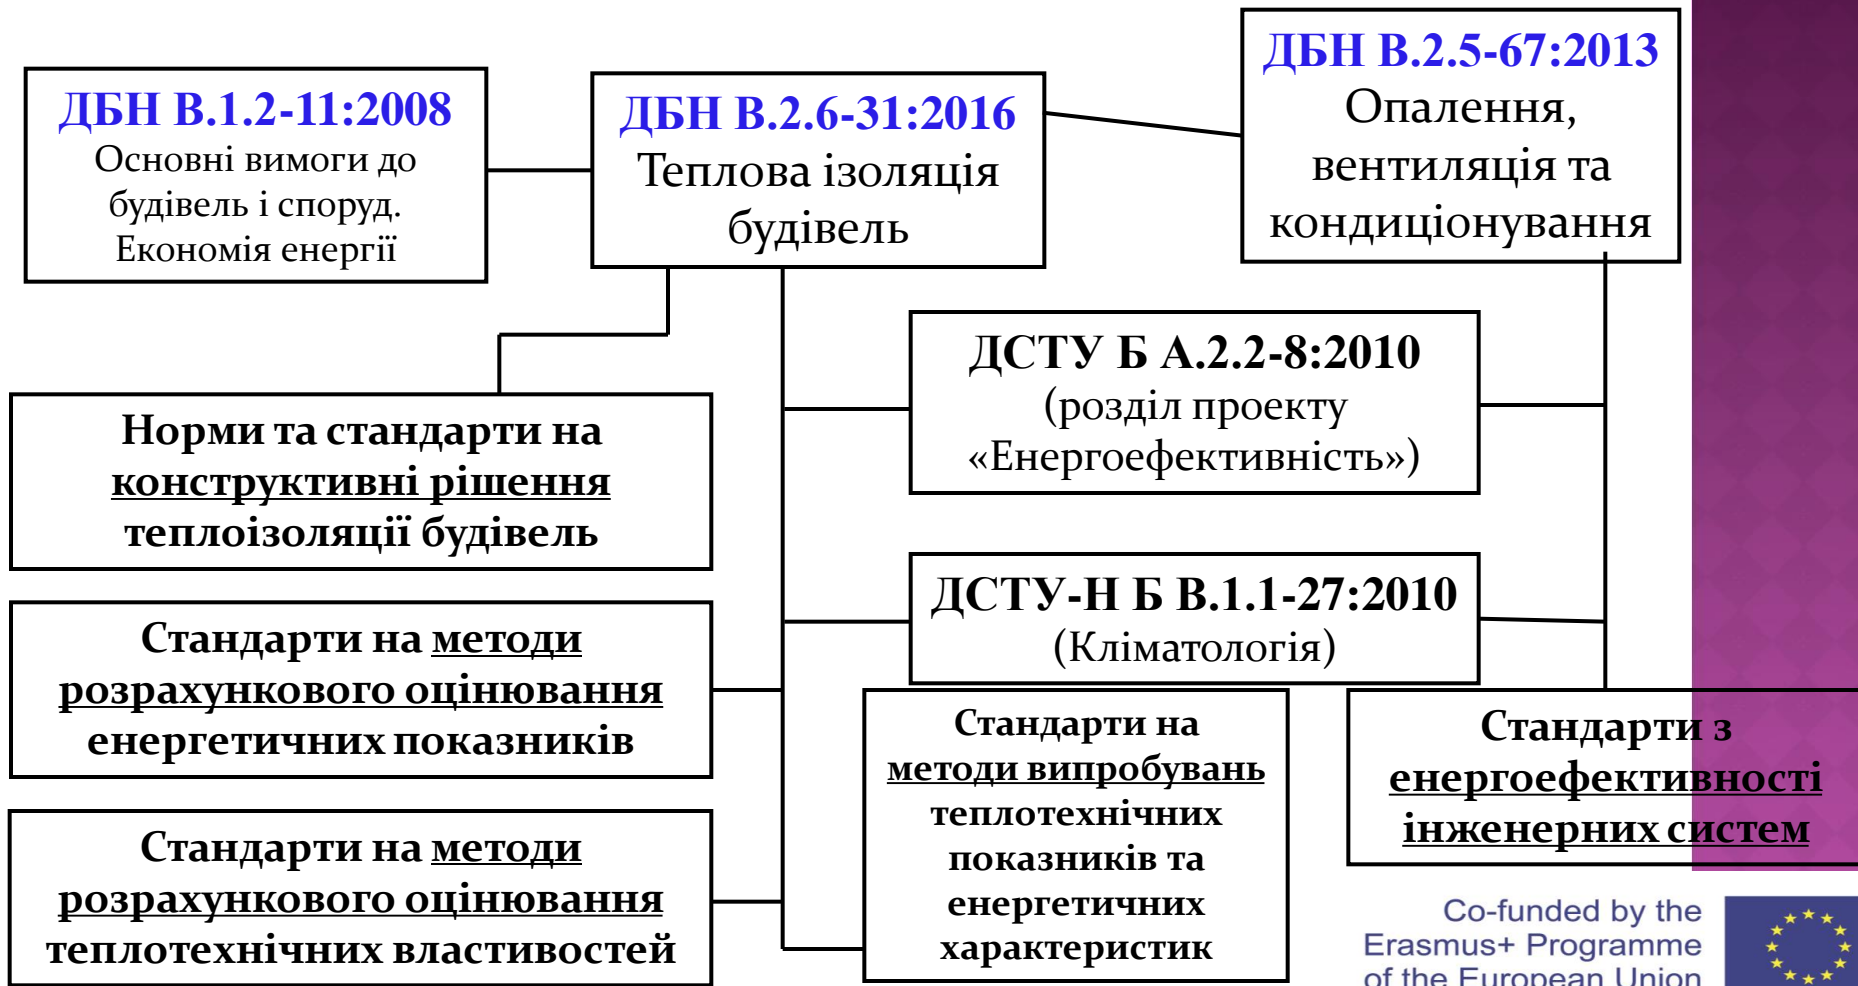 ДБН В.1.2-11:2008
Основні вимоги до
будівель і споруд.
Економія енергії
ДБН В.2.6-31:2016
Теплова ізоляція
будівель
ДБН В.2.5-67:2013
Опалення,
вентиляція та
кондиціонування
ДСТУ Б А.2.2-8:2010
(розділ проекту
«Енергоефективність»)
Норми та стандарти на
конструктивні рішення
теплоізоляції будівель
ДСТУ-Н Б В.1.1-27:2010
(Кліматологія)
Стандарти на методи
розрахункового оцінювання
енергетичних показників
Стандарти на
методи випробувань
теплотехнічних
показників та
енергетичних
характеристик
Стандарти з
енергоефективності
інженерних систем
Стандарти на методи
розрахункового оцінювання
теплотехнічних властивостей
Co-funded by the
Erasmus+ Programme
of the European Union